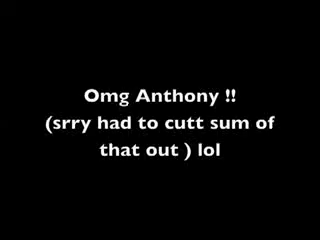 Omg Anthony !!
(srry had to cutt sum of
that out ) lol